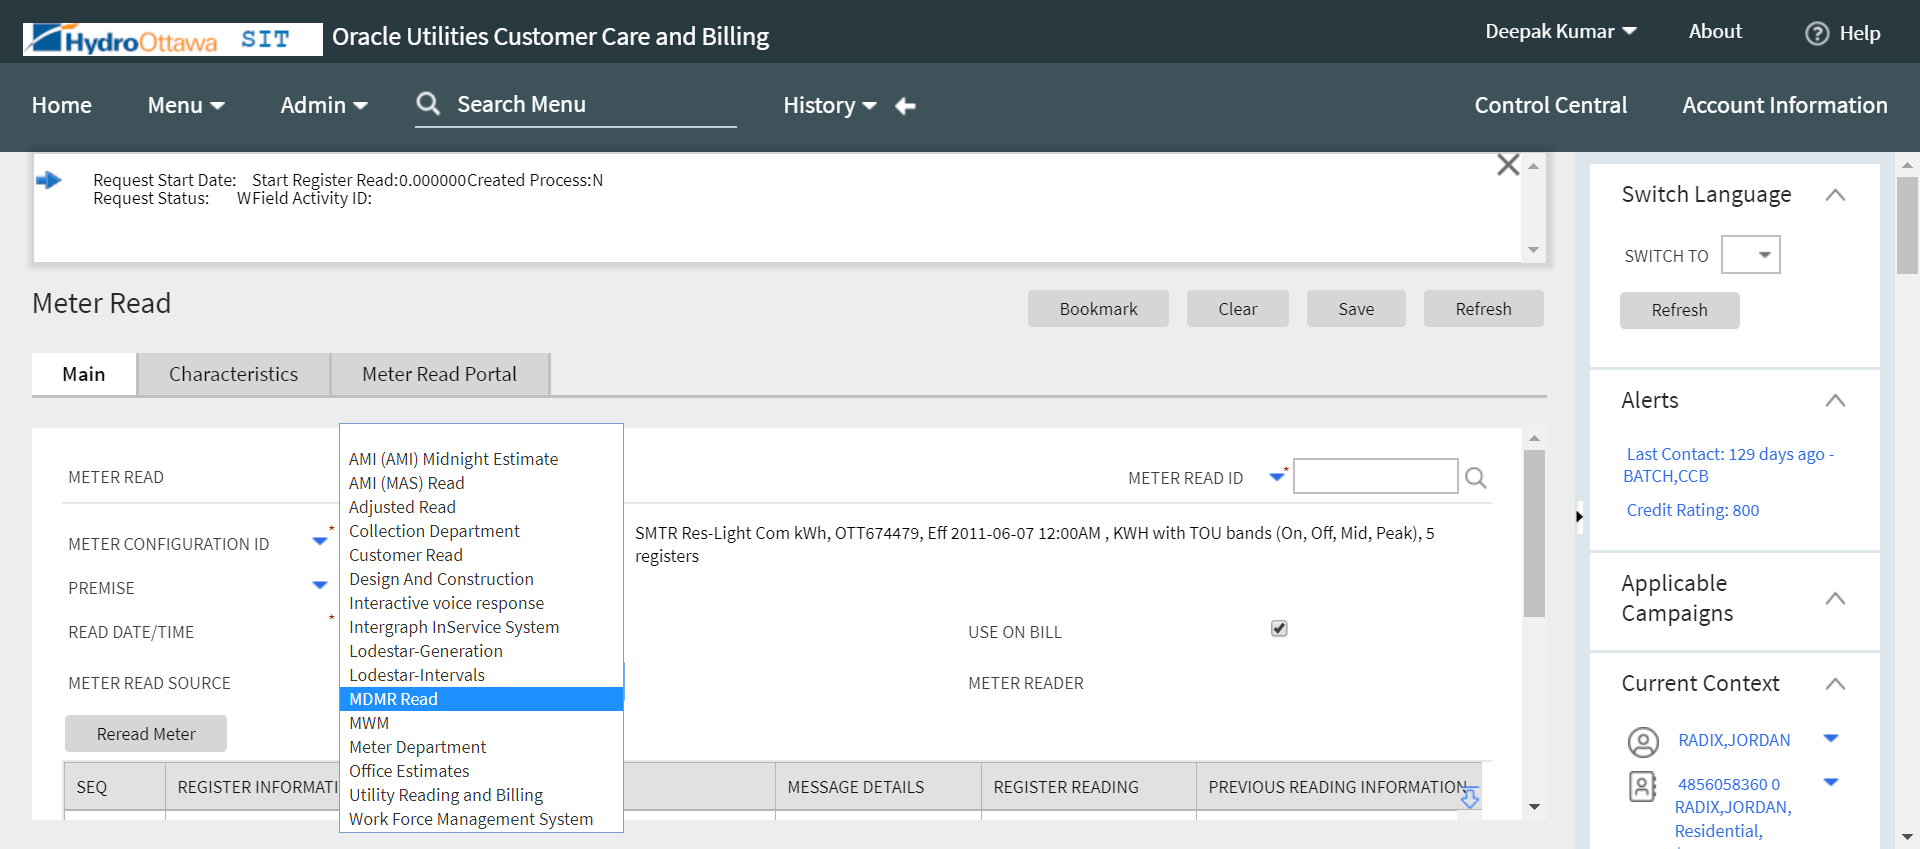 HydroOttawa SIT Oracle Utilities Customer Care and Billing Deepak Kumar About Help
Home Menu Admin Search Menu History Control Central Account Information
Request Start Date: Start Register Read:0.000000Created Process:N
Request Status: WField Activity ID:
Meter Read
Bookmark Clear Save Refresh
Main Characteristics Meter Read Portal
METER READ
METER READ ID *
METER CONFIGURATION ID *
SMTR Res-Light Com kWh, OTT674479, Eff 2011-06-07 12:00AM , KWH with TOU bands (On, Off, Mid, Peak), 5
registers
PREMISE
READ DATE/TIME *
USE ON BILL
METER READ SOURCE
METER READER
AMI (AMI) Midnight Estimate
AMI (MAS) Read
Adjusted Read
Collection Department
Customer Read
Design And Construction
Interactive voice response
Intergraph InService System
Lodestar-Generation
Lodestar-Intervals
MDMR Read
MWM
Meter Department
Office Estimates
Utility Reading and Billing
Work Force Management System
Reread Meter
SEQ REGISTER INFORMATI MESSAGE DETAILS REGISTER READING PREVIOUS READING INFORMATION
Switch Language
SWITCH TO
Refresh
Alerts
Last Contact: 129 days ago -
BATCH,CCB
Credit Rating: 800
Applicable
Campaigns
Current Context
RADIX,JORDAN
4856058360 0
RADIX,JORDAN,
Residential,